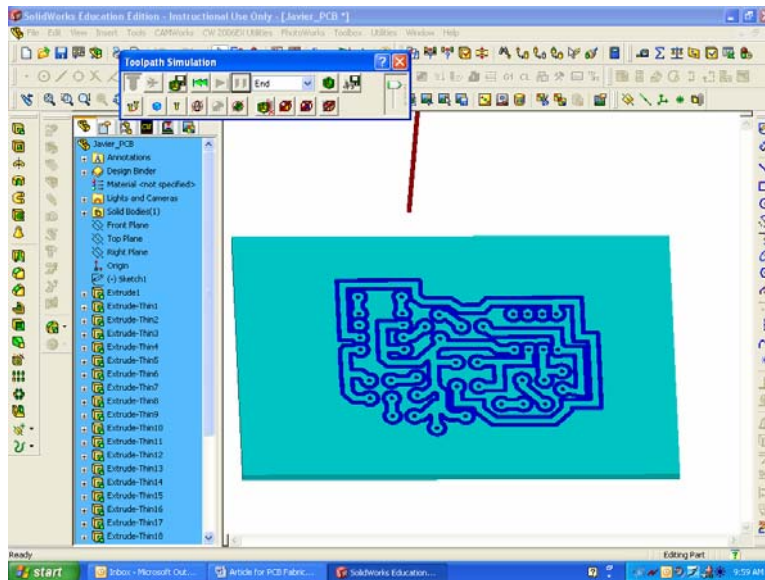 SolidWorks Education Edition - Instructional Use Only - [Javier_PCB *]
File Edit View Insert Tools CAMWorks CW 2006EX Utilities PhotoWorks Toolbox Utilities Window Help
Toolpath Simulation
End
Javier_PCB
Annotations
Design Binder
Material <not specified>
Lights and Cameras
Solid Bodies(1)
Front Plane
Top Plane
Right Plane
Origin
(-) Sketch1
Extrude1
Extrude-Thin1
Extrude-Thin2
Extrude-Thin3
Extrude-Thin4
Extrude-Thin5
Extrude-Thin6
Extrude-Thin7
Extrude-Thin8
Extrude-Thin9
Extrude-Thin10
Extrude-Thin11
Extrude-Thin12
Extrude-Thin13
Extrude-Thin14
Extrude-Thin15
Extrude-Thin16
Extrude-Thin17
Extrude-Thin18
Ready
Editing Part
start
Inbox - Microsoft Out...
Article for PCB Fabric...
SolidWorks Education...
9:59 AM